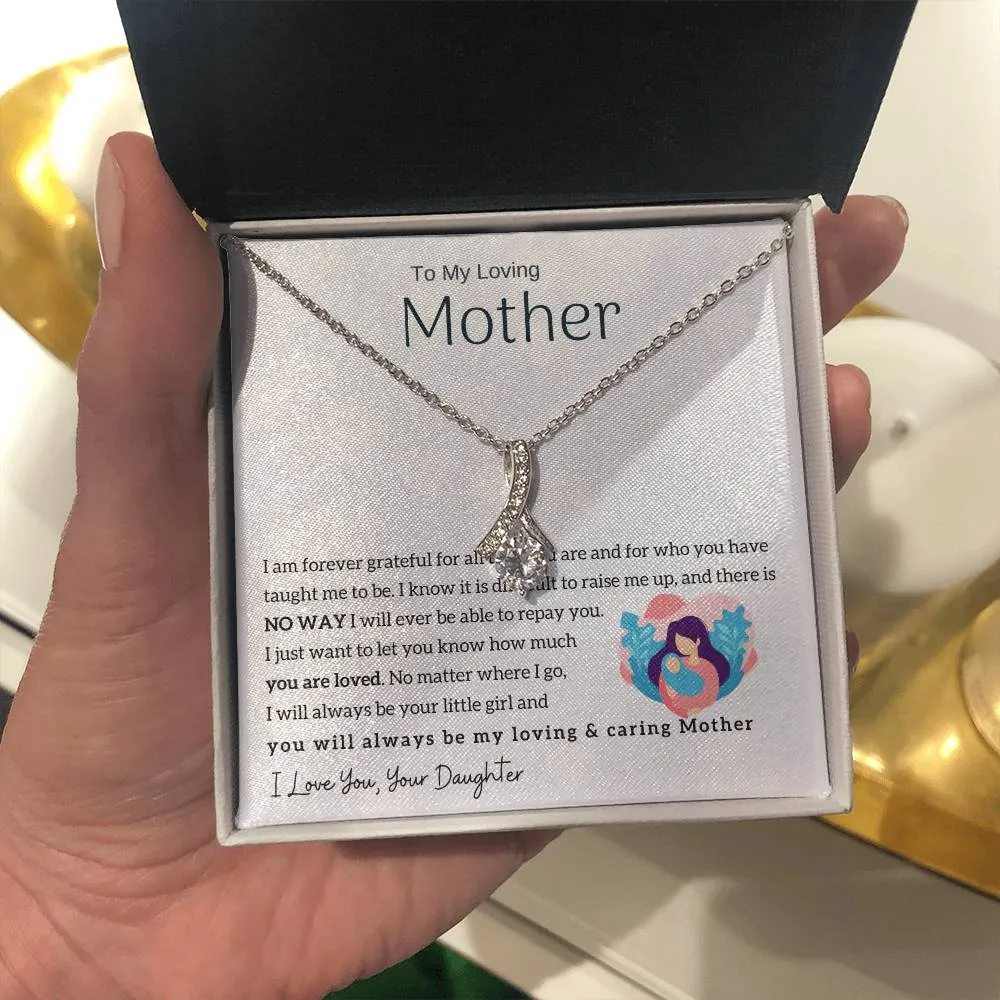 To My Loving
Mother
I am forever grateful for all are and for who you have
taught me to be. I know it is to raise me up, and there is
NO WAY I will ever be able to repay you.
I just want to let you know how much
you are loved. No matter where I go,
I will always be your little girl and
you will always be my loving & caring Mother
I Love You, Your Daughter